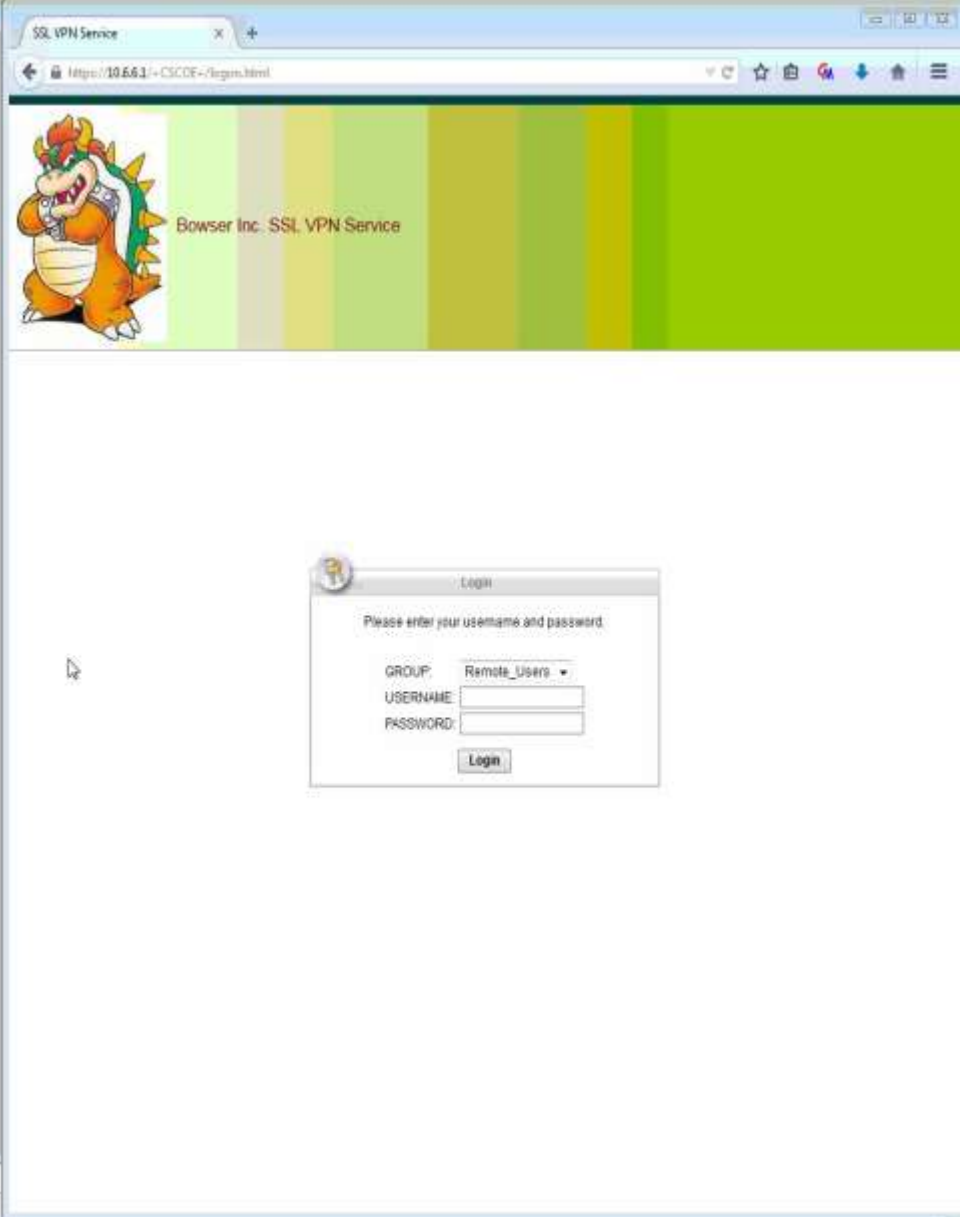 SSL VPN Service
https://10.6.6.1/+CSCOE+/logon.html
Bowser Inc. SSL VPN Service
Login
Please enter your username and password.
GROUP: Remote_Users
USERNAME:
PASSWORD:
Login